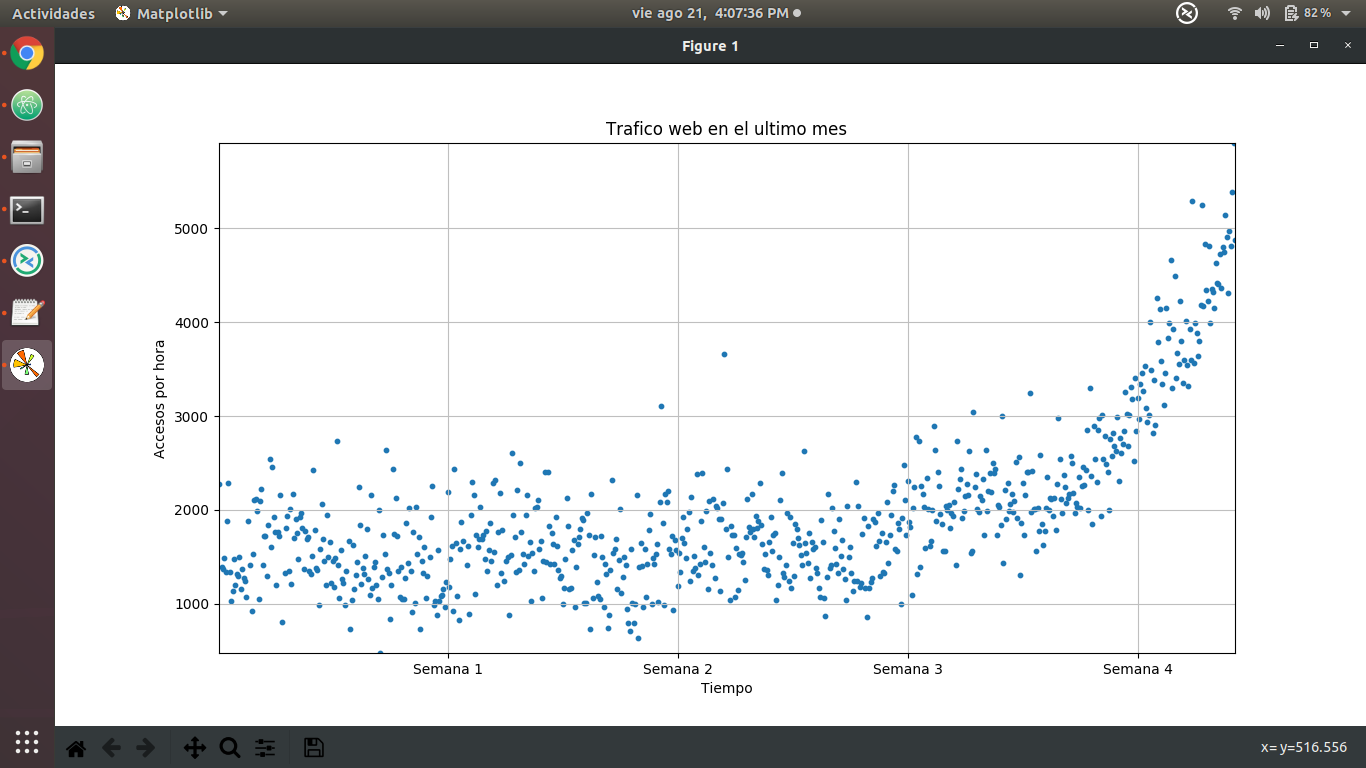 Actividades Matplotlib vie ago 21, 4:07:36 PM 82 %
Figure 1
Trafico web en el ultimo mes
5000
4000
3000
2000
1000
Accesos por hora
Semana 1 Semana 2 Semana 3 Semana 4
Tiempo
x= y=516.556